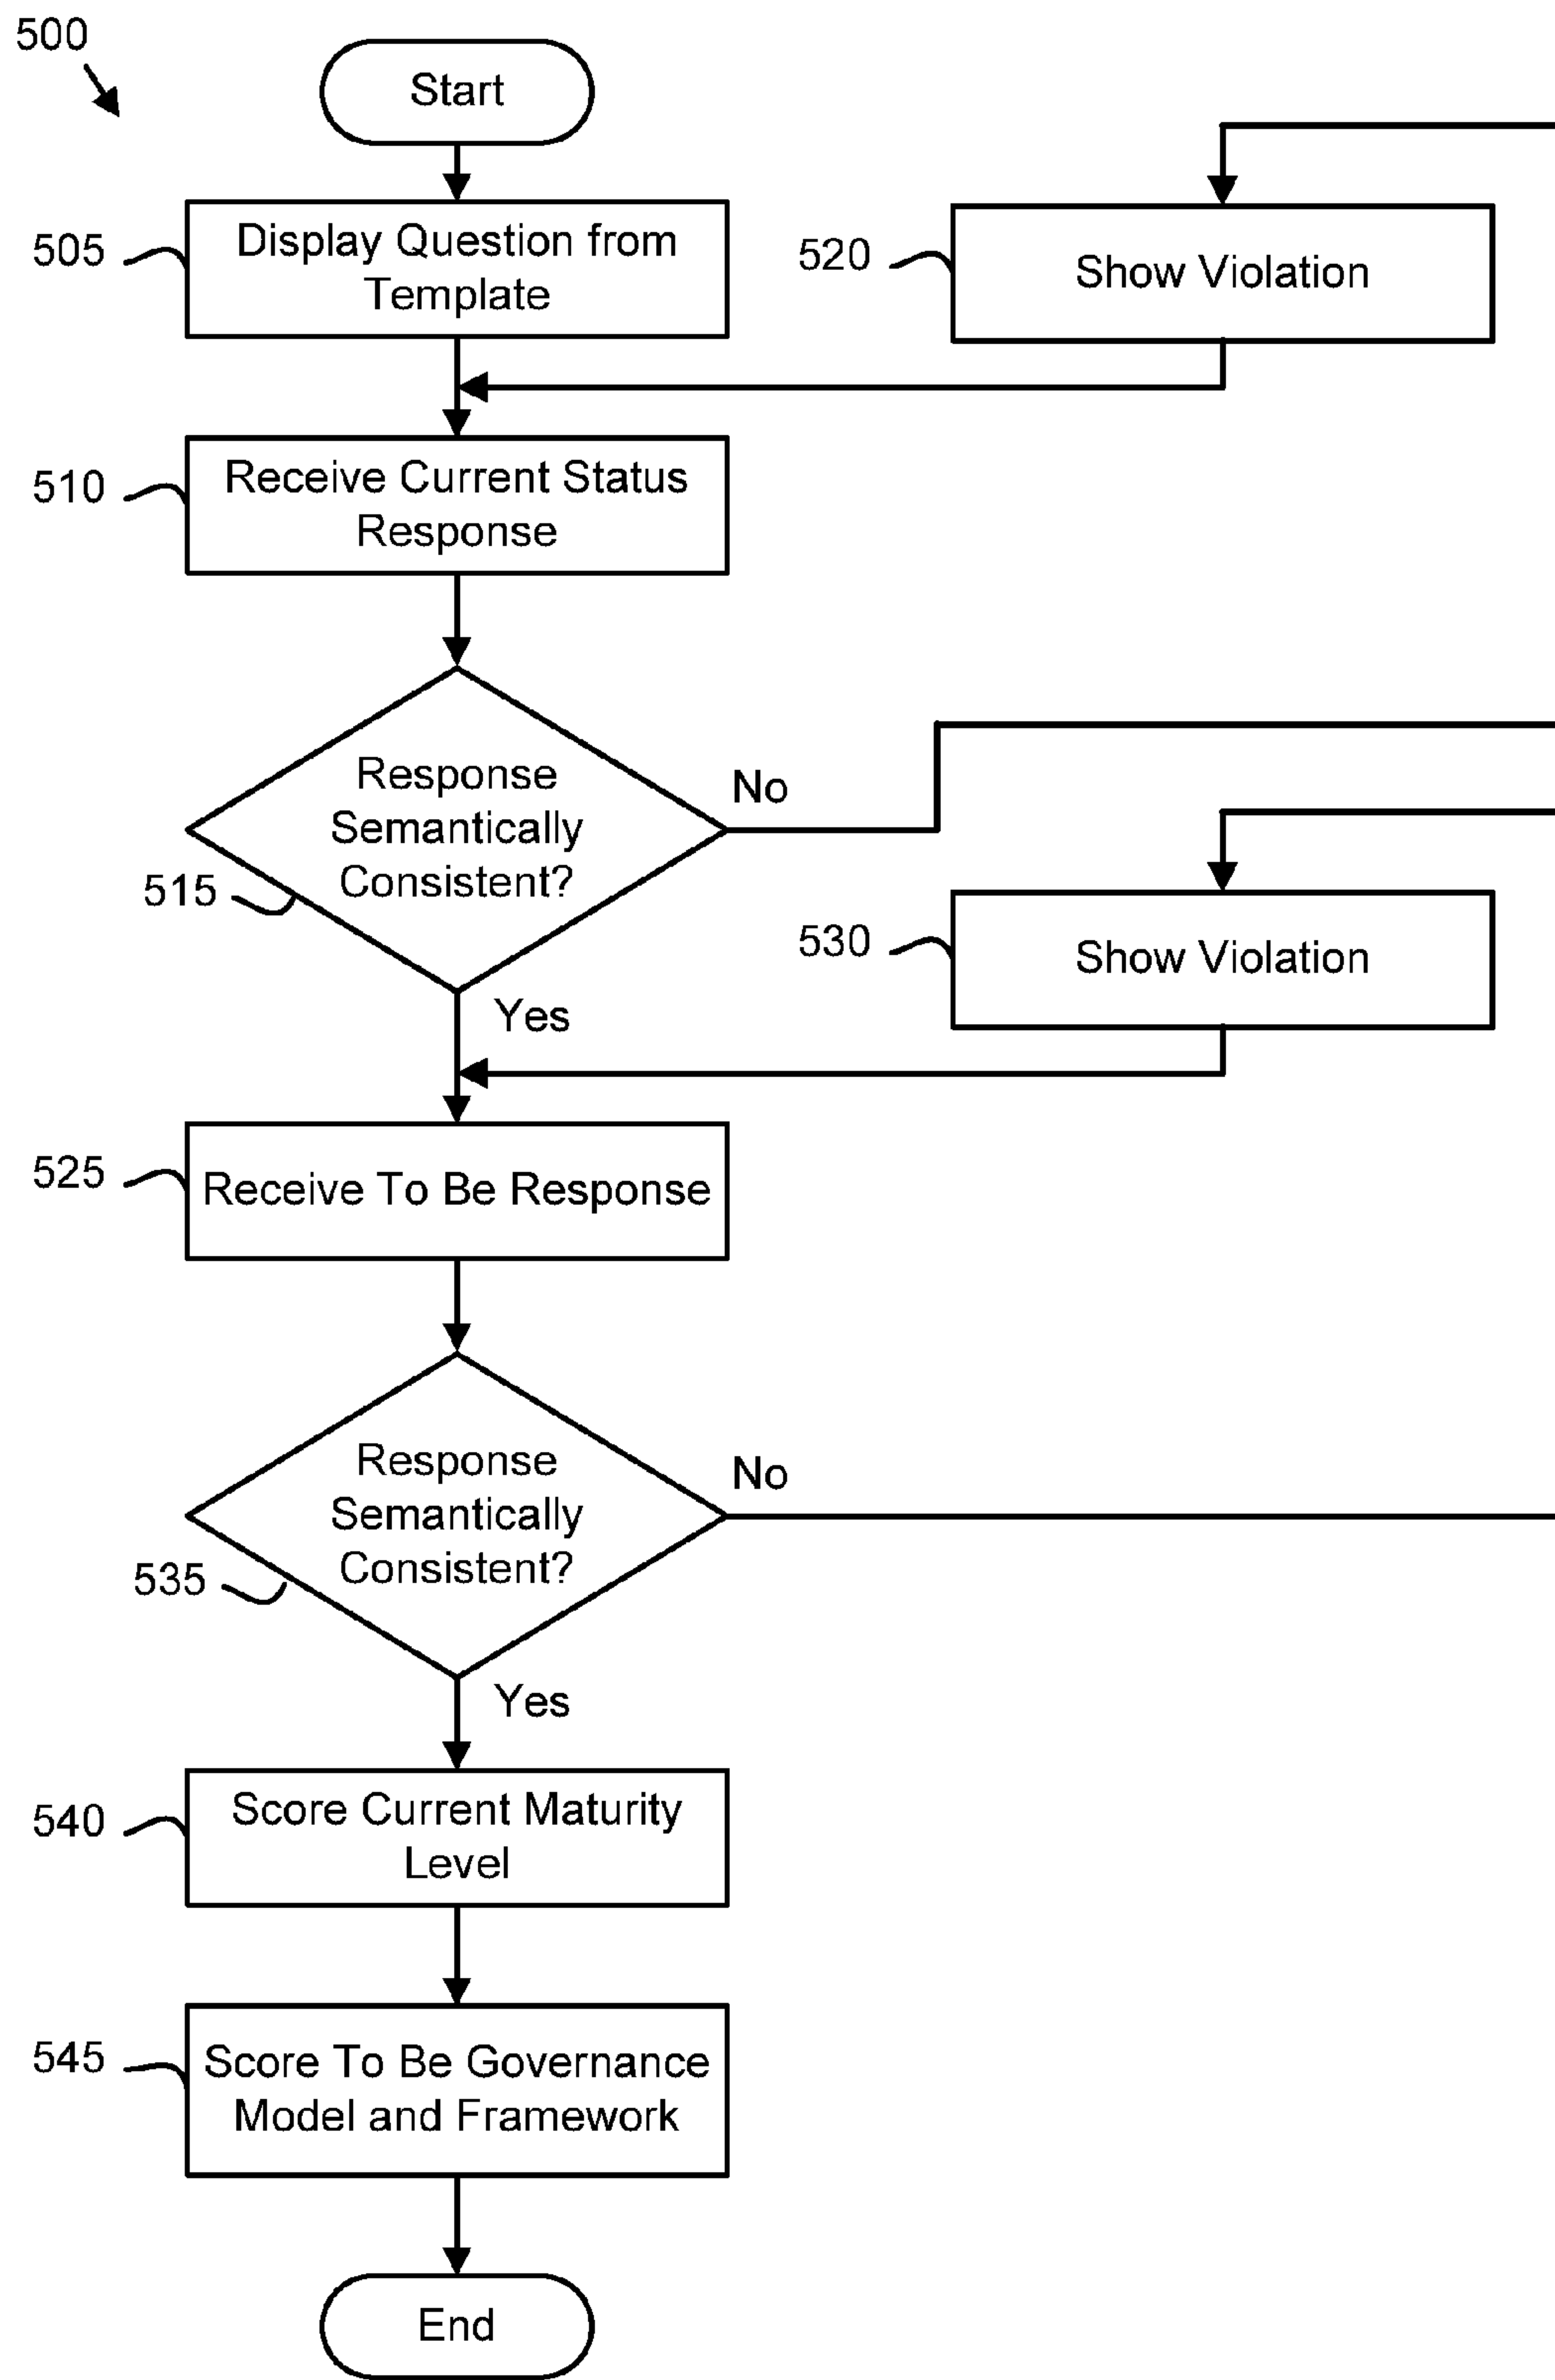 500
Start
505
Display Question from
Template
520
Show Violation
510
Receive Current Status
Response
Response
Semantically
Consistent?
No
515
530
Show Violation
Yes
525
Receive To Be Response
Response
Semantically
Consistent?
No
535
Yes
540
Score Current Maturity
Level
545
Score To Be Governance
Model and Framework
End